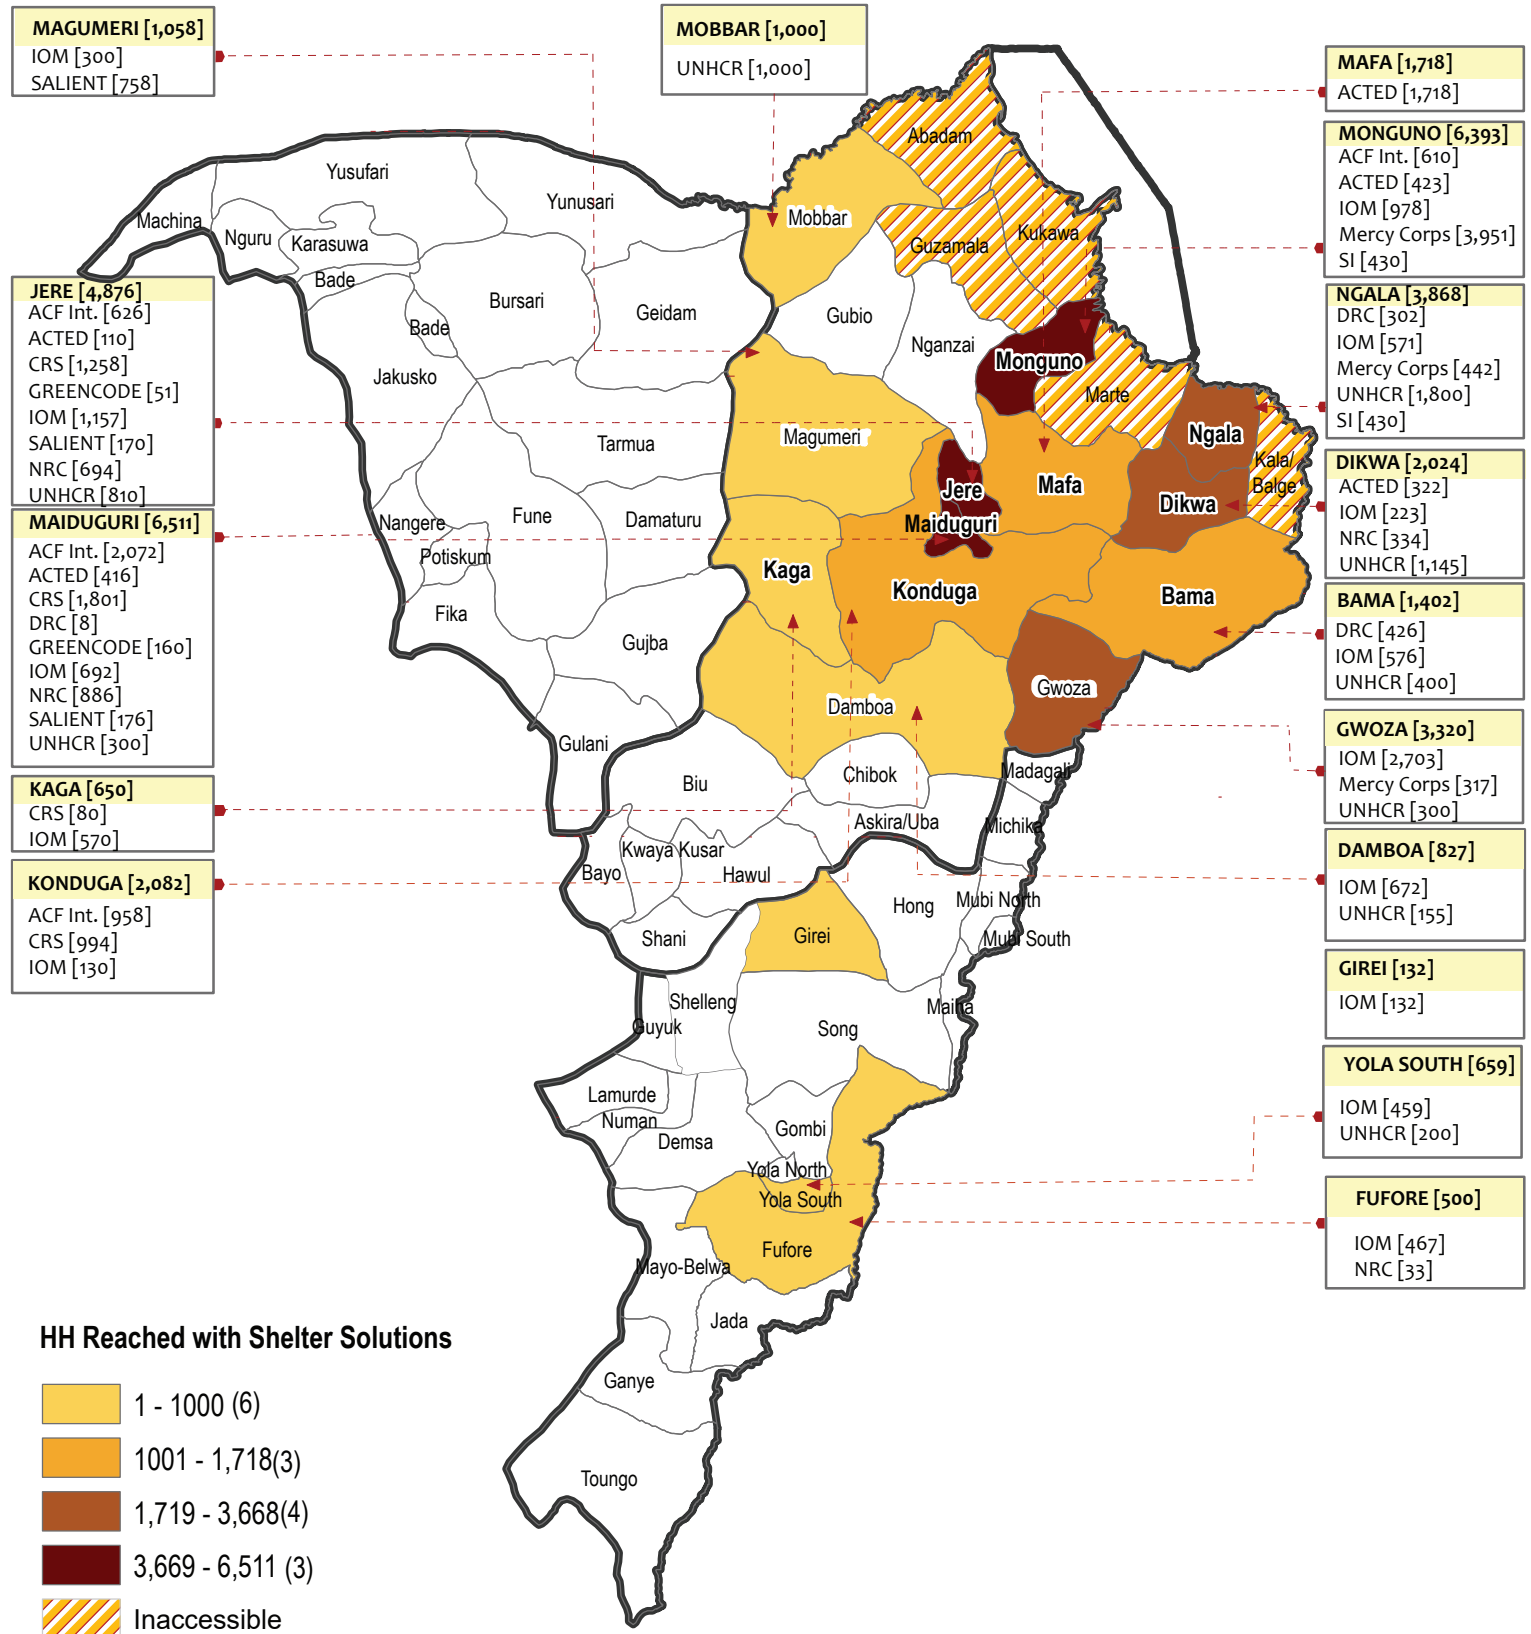 MAGUMERI [1,058]
IOM [300]
SALIENT [758]
MOBBAR [1,000]
UNHCR [1,000]
MAFA [1,718]
ACTED [1,718]
MONGUNO [6,393]
ACF Int. [610]
ACTED [423]
IOM [978]
Mercy Corps [3,951]
SI [430]
NGALA [3,868]
DRC [302]
IOM [571]
Mercy Corps [442]
UNHCR [1,800]
SI [430]
DIKWA [2,024]
ACTED [322]
IOM [223]
NRC [334]
UNHCR [1,145]
BAMA [1,402]
DRC [426]
IOM [576]
UNHCR [400]
GWOZA [3,320]
IOM [2,703]
Mercy Corps [317]
UNHCR [300]
DAMBOA [827]
IOM [672]
UNHCR [155]
GIREI [132]
IOM [132]
YOLA SOUTH [659]
IOM [459]
UNHCR [200]
FUFORE [500]
IOM [467]
NRC [33]
JERE [4,876]
ACF Int. [626]
ACTED [110]
CRS [1,258]
GREENCODE [51]
IOM [1,157]
SALIENT [170]
NRC [694]
UNHCR [810]
MAIDUGURI [6,511]
ACF Int. [2,072]
ACTED [416]
CRS [1,801]
DRC [8]
GREENCODE [160]
IOM [692]
NRC [886]
SALIENT [176]
UNHCR [300]
KAGA [650]
CRS [80]
IOM [570]
KONDUGA [2,082]
ACF Int. [958]
CRS [994]
IOM [130]
Abadam
Yusufari
Yunusari
Machina
Mobbar
Kukawa
Nguru
Karasuwa
Guzamala
Bade
Bursari
Geidam
Gubio
Bade
Nganzai
Monguno
Jakusko
Marte
Tarmua
Magumeri
Ngala
Kala/
Balge
Jere
Mafa
Dikwa
Nangere
Fune
Damaturu
Maiduguri
Potiskum
Kaga
Konduga
Bama
Fika
Gujba
Gwoza
Damboa
Gulani
Biu
Chibok
Madagali
Askira/Uba
Michika
Kwaya Kusar
Bayo
Hawul
Hong
Mubi North
Shani
Girei
Mubi South
Shelleng
Maiha
Guyuk
Song
Lamurde
Numan
Demsa
Gombi
Yola North
Yola South
Fufore
Mayo-Belwa
Jada
Ganye
Toungo
HH Reached with Shelter Solutions
1 - 1000 (6)
1001 - 1,718(3)
1,719 - 3,668(4)
3,669 - 6,511 (3)
Inaccessible